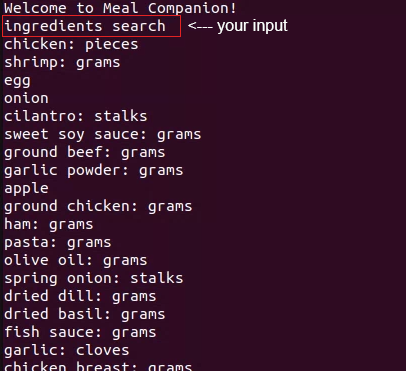 Welcome to Meal Companion!
ingredients search <--- your input
chicken: pieces
shrimp: grams
egg
onion
cilantro: stalks
sweet soy sauce: grams
ground beef: grams
garlic powder: grams
apple
ground chicken: grams
ham: grams
pasta: grams
olive oil: grams
spring onion: stalks
dried dill: grams
dried basil: grams
fish sauce: grams
garlic: cloves
chicken breast: grams